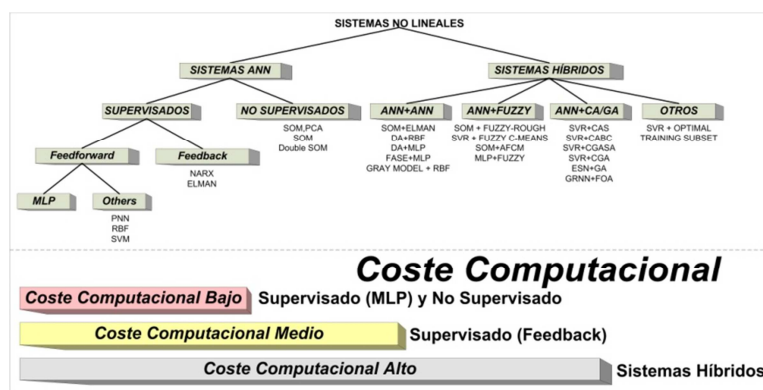 SISTEMAS NO LINEALES
SISTEMAS ANN
SISTEMAS HÍBRIDOS
SUPERVISADOS
NO SUPERVISADOS
ANN+ANN
ANN+FUZZY
ANN+CA/GA
OTROS
SOM,PCA
SOM
Double SOM
SOM+ELMAN
DA+RBF
DA+MLP
FASE+MLP
GRAY MODEL + RBF
SOM + FUZZY-ROUGH
SVR + FUZZY C-MEANS
SOM+AFCM
MLP+FUZZY
SVR+CAS
SVR+CABC
SVR+CGASA
SVR+CGA
ESN+GA
GRNN+FOA
SVR + OPTIMAL
TRAINING SUBSET
Feedforward
Feedback
NARX
ELMAN
MLP
Others
PNN
RBF
SVM
Coste Computacional
Coste Computacional Bajo
Supervisado (MLP) y No Supervisado
Coste Computacional Medio
Supervisado (Feedback)
Coste Computacional Alto
Sistemas Híbridos